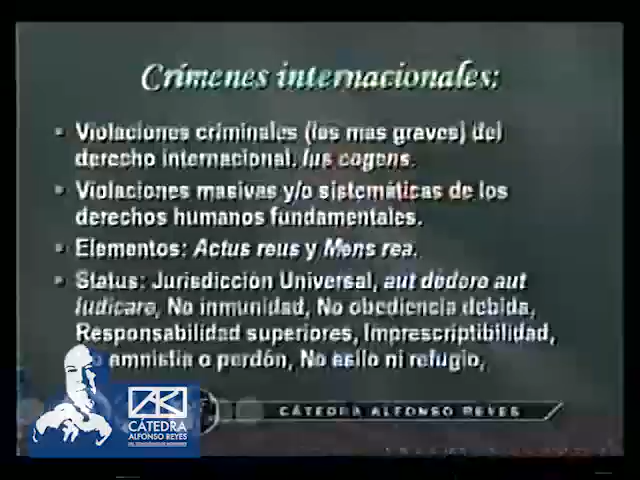 Crímenes internacionales:
• Violaciones criminales (las mas graves) del
derecho internacional. Ius cogens.
• Violaciones masivas y/o sistemáticas de los
derechos humanos fundamentales.
• Elementos: Actus reus y Mens rea.
• Status: Jurisdicción Universal, aut dedere aut
iudicare, No inmunidad, No obediencia debida,
Responsabilidad superiores, Imprescriptibilidad,
amnistía o perdón, No asilo ni refugio,
CÁTEDRA
ALFONSO REYES
CÁTEDRA ALFONSO REYES